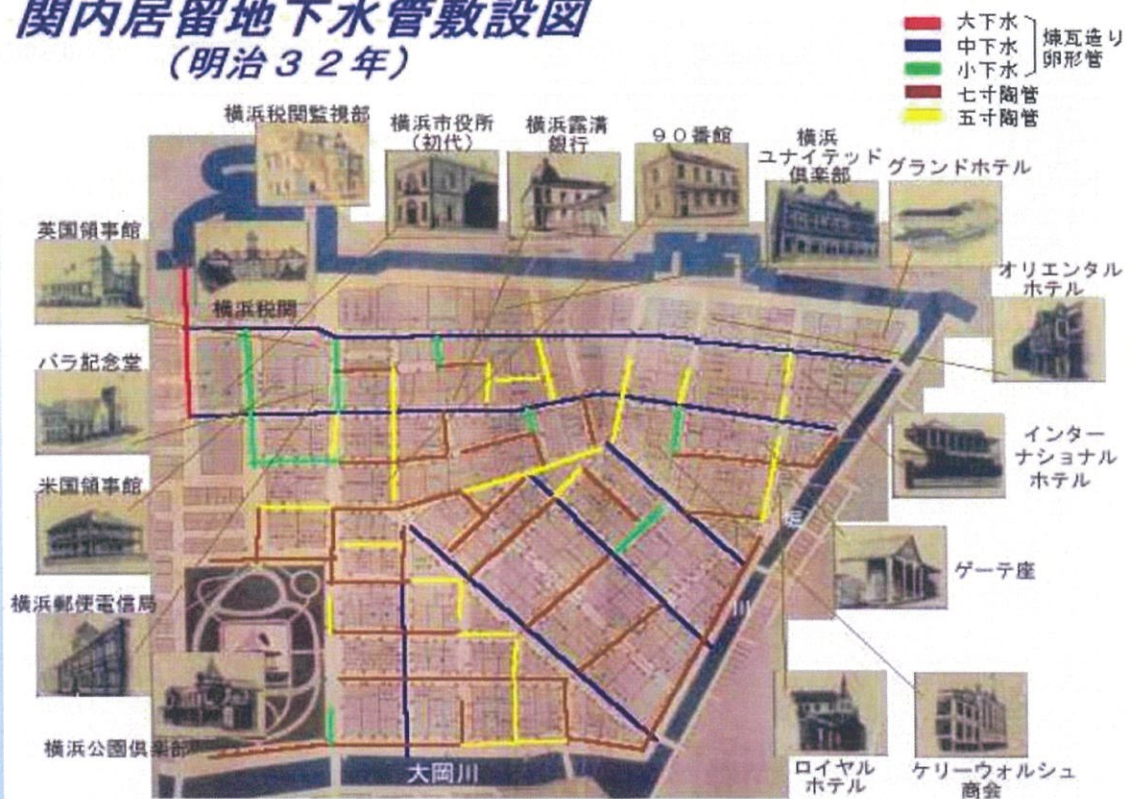 関内居留地下水管敷設図
(明治32年)
大下水
中下水
小下水
煉瓦造り
卵形管
七寸陶管
五寸陶管
横浜税関監視部
横浜市役所
(初代)
横浜露溝
銀行
90番館
横浜
ユナイテッド
倶楽部
グランドホテル
英国領事館
横浜税関
オリエンタル
ホテル
バラ記念堂
インター
ナショナル
ホテル
米国領事館
堀
川
ゲーテ座
横浜郵便電信局
横浜公園倶楽部
大岡川
ロイヤル
ホテル
ケリーウォルシュ
商会